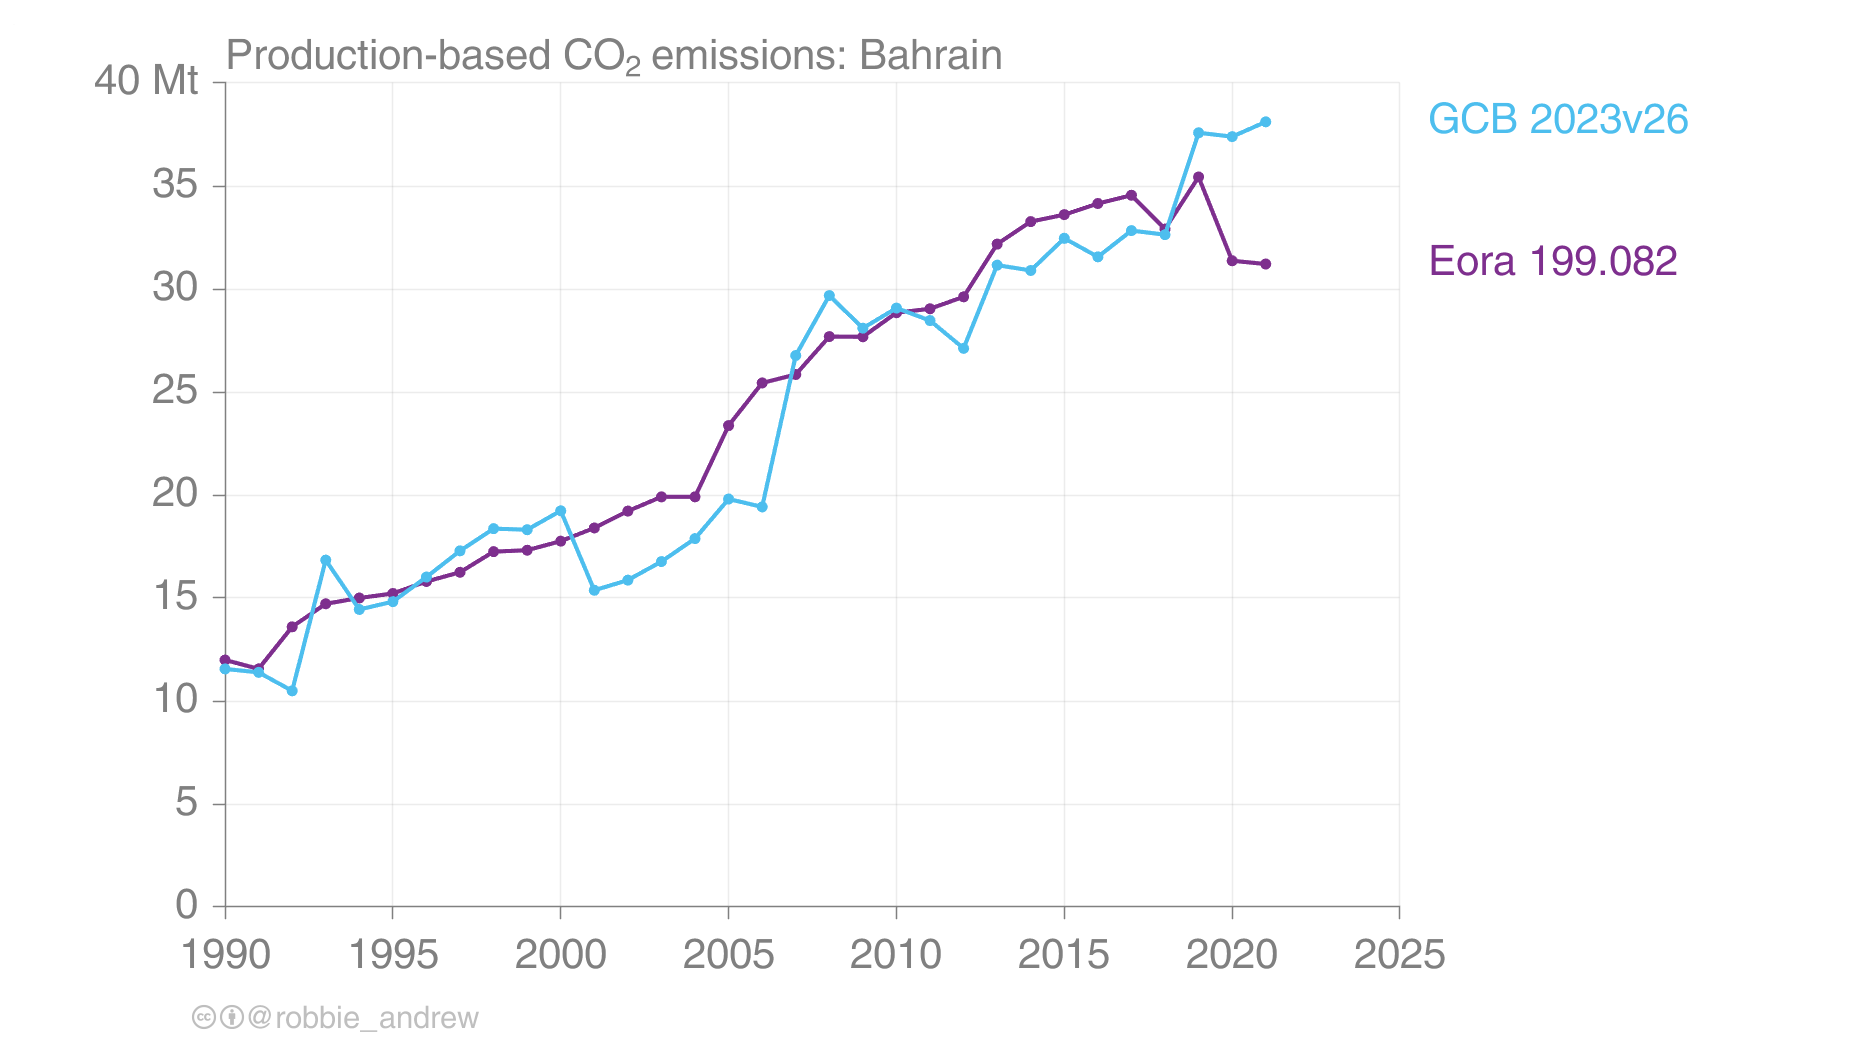 Production-based CO₂ emissions: Bahrain
40 Mt
35
30
25
20
15
10
5
0
1990 1995 2000 2005 2010 2015 2020 2025
GCB 2023v26
Eora 199.082
cc @robbie_andrew